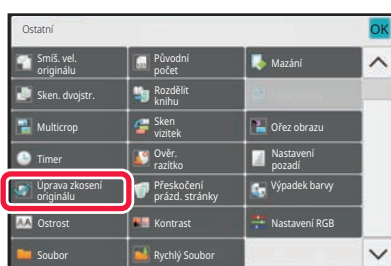 Ostatní
OK
Smíš. vel.
originálu
Původní
počet
Mazání
Sken. dvojstr.
Rozdělit
knihu
Multicrop
Sken
vizitek
Ořez obrazu
Timer
Ověr.
razítko
Nastavení
pozadí
Úprava zkosení
originálu
Přeskočení
prázd. stránky
Výpadek barvy
Ostrost
Kontrast
Nastavení RGB
Soubor
Rychlý Soubor